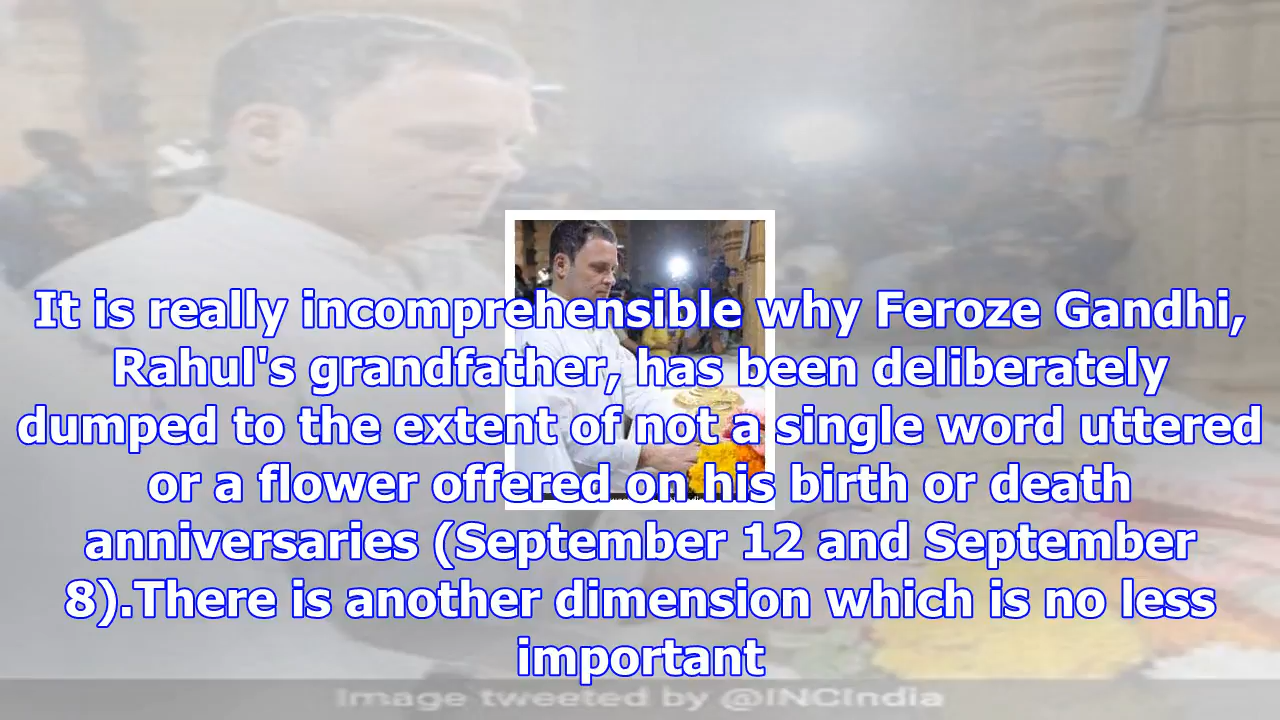 It is really incomprehensible why Feroze Gandhi,
Rahul's grandfather, has been deliberately
dumped to the extent of not a single word uttered
or a flower offered on his birth or death
anniversaries (September 12 and September
8).There is another dimension which is no less
important
Image tweeted by @INCIndia